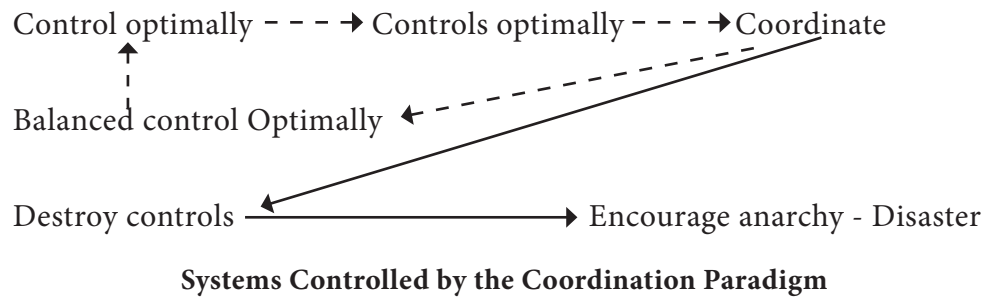 Control optimally Controls optimally Coordinate
Balanced control Optimally
Destroy controls Encourage anarchy - Disaster
Systems Controlled by the Coordination Paradigm